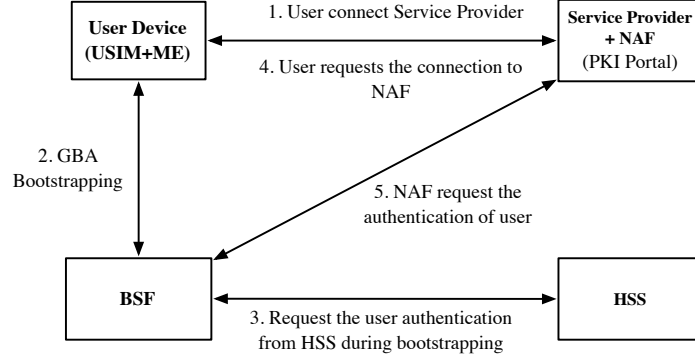 User Device
(USIM+ME)
1. User connect Service Provider
Service Provider
+ NAF
(PKI Portal)
4. User requests the connection to
NAF
2. GBA
Bootstrapping
5. NAF request the
authentication of user
BSF
HSS
3. Request the user authentication
from HSS during bootstrapping